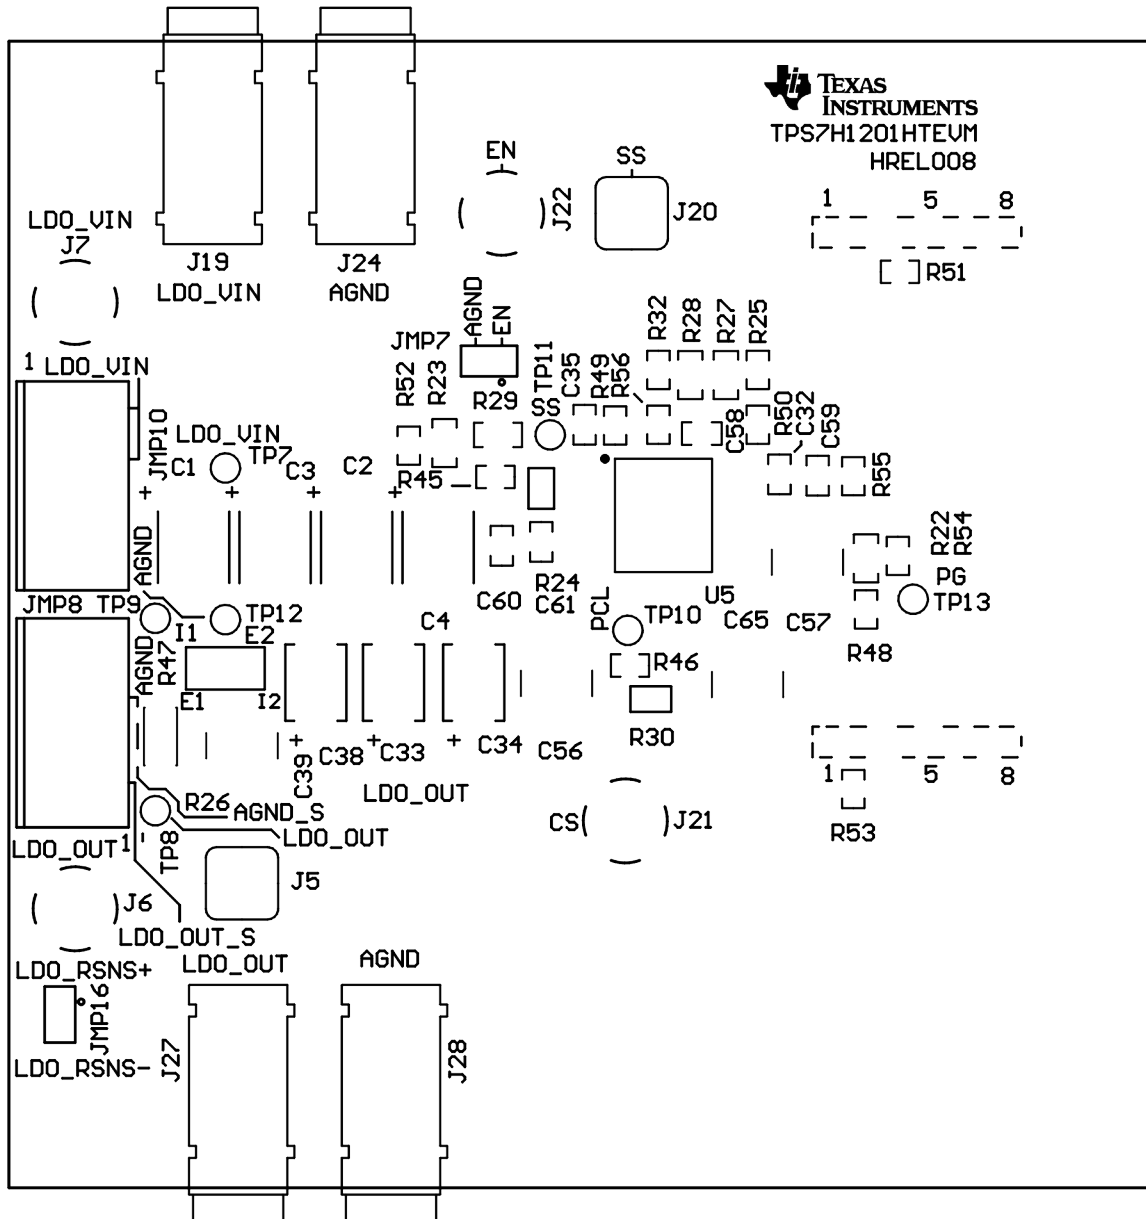 TEXAS
INSTRUMENTS
TPS7H1201HTEVM
HREL008
EN
SS
J22
J20
1 5 8
R51
LDO_VIN
J7
J19
LDO_VIN
J24
AGND
AGND
EN
JMP7
R32
R28
R27
R25
1 LDO_VIN
JMP10
R52
R23
R29
SS
TP11
C35
R49
R56
C58
R50
C32
C59
R55
LDO_VIN
C1
TP7
C3
C2
R45
+ + + +
AGND
R24
C60
C61
PCL
U5
R22
R54
PG
TP13
JMP8 TP9
I1
TP12
E2
C4
TP10
C65
C57
R48
AGND
R47
E1
I2
R46
R30
+ + +
C39
C38
C33
C34
C56
LDO_OUT
R26
AGND_S
LDO_OUT
CS
J21
1 5 8
R53
LDO_OUT 1
-
TP8
J5
J6
LDO_OUT_S
LDO_OUT
AGND
LDO_RSNS+
JMP16
LDO_RSNS-
J27
J28